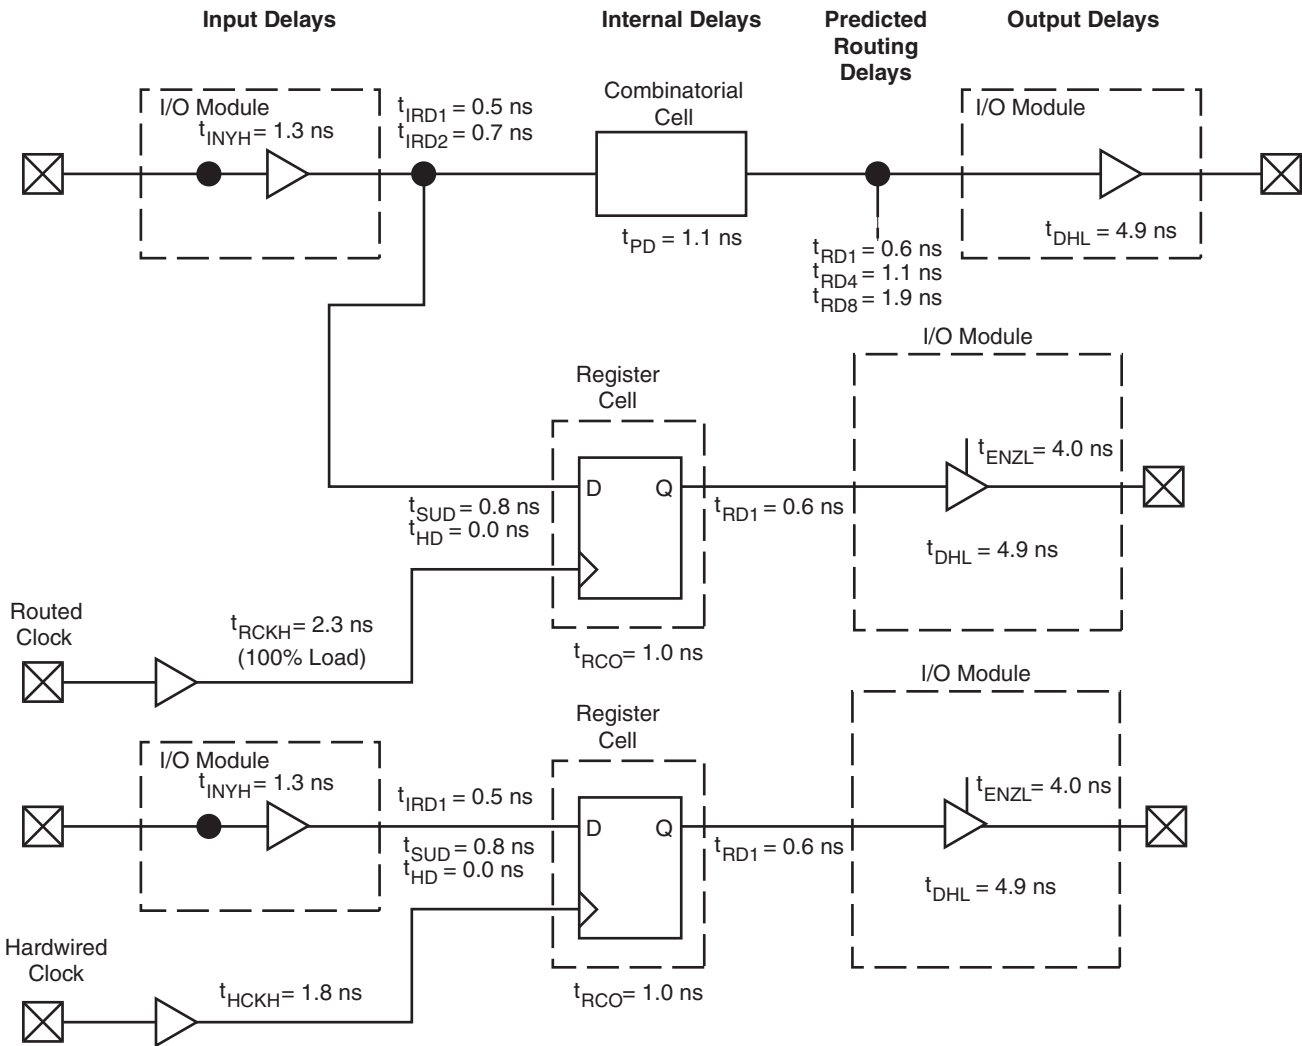 Input Delays
Internal Delays
Predicted
Routing
Delays
Output Delays
I/O Module
tINYH = 1.3 ns
tIRD1 = 0.5 ns
tIRD2 = 0.7 ns
Combinatorial
Cell
tPD = 1.1 ns
tRD1 = 0.6 ns
tRD4 = 1.1 ns
tRD8 = 1.9 ns
I/O Module
tDHL = 4.9 ns
Register
Cell
D
Q
tSUD = 0.8 ns
tHD = 0.0 ns
tRD1 = 0.6 ns
I/O Module
tENZL = 4.0 ns
tDHL = 4.9 ns
Routed
Clock
tRCKH = 2.3 ns
(100% Load)
tRCO = 1.0 ns
I/O Module
tINYH = 1.3 ns
tIRD1 = 0.5 ns
tSUD = 0.8 ns
tHD = 0.0 ns
Register
Cell
D
Q
tRD1 = 0.6 ns
I/O Module
tENZL = 4.0 ns
tDHL = 4.9 ns
Hardwired
Clock
tHCKH = 1.8 ns
tRCO = 1.0 ns